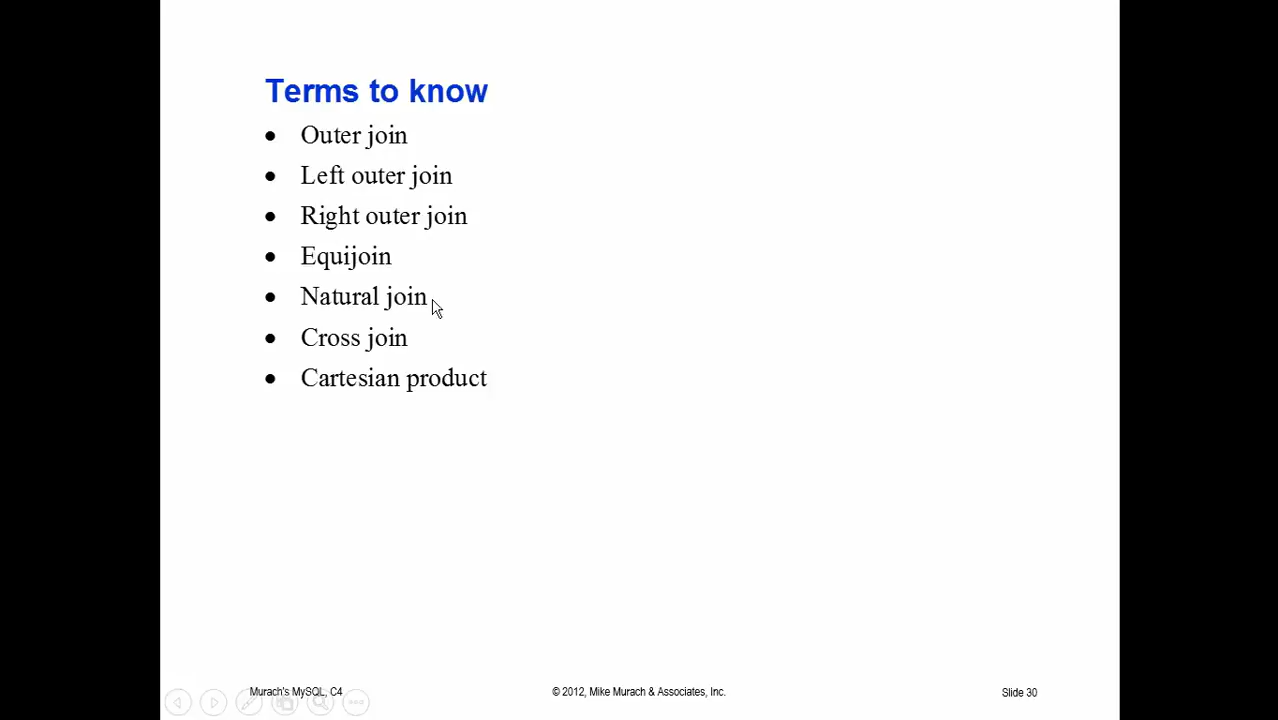 Terms to know
• Outer join
• Left outer join
• Right outer join
• Equijoin
• Natural join
• Cross join
• Cartesian product
Murach's MySQL, C4 © 2012, Mike Murach & Associates, Inc. Slide 30